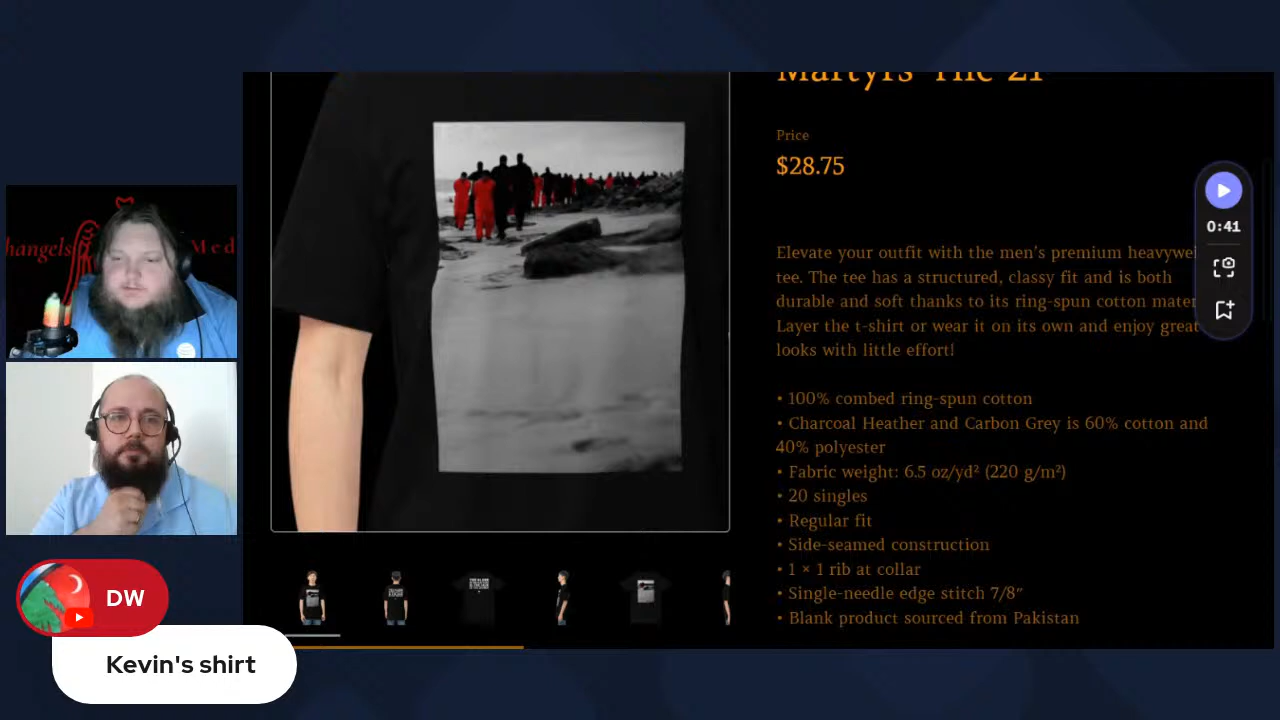 Martyrs The 21
Price
$28.75
Elevate your outfit with the men's premium heavywei
tee. The tee has a structured, classy fit and is both
durable and soft thanks to its ring-spun cotton mater
Layer the t-shirt or wear it on its own and enjoy great
looks with little effort!
• 100% combed ring-spun cotton
• Charcoal Heather and Carbon Grey is 60% cotton and
40% polyester
• Fabric weight: 6.5 oz/yd² (220 g/m²)
• 20 singles
• Regular fit
• Side-seamed construction
• 1 × 1 rib at collar
• Single-needle edge stitch 7/8″
• Blank product sourced from Pakistan
0:41
hangels Med
DW
Kevin's shirt